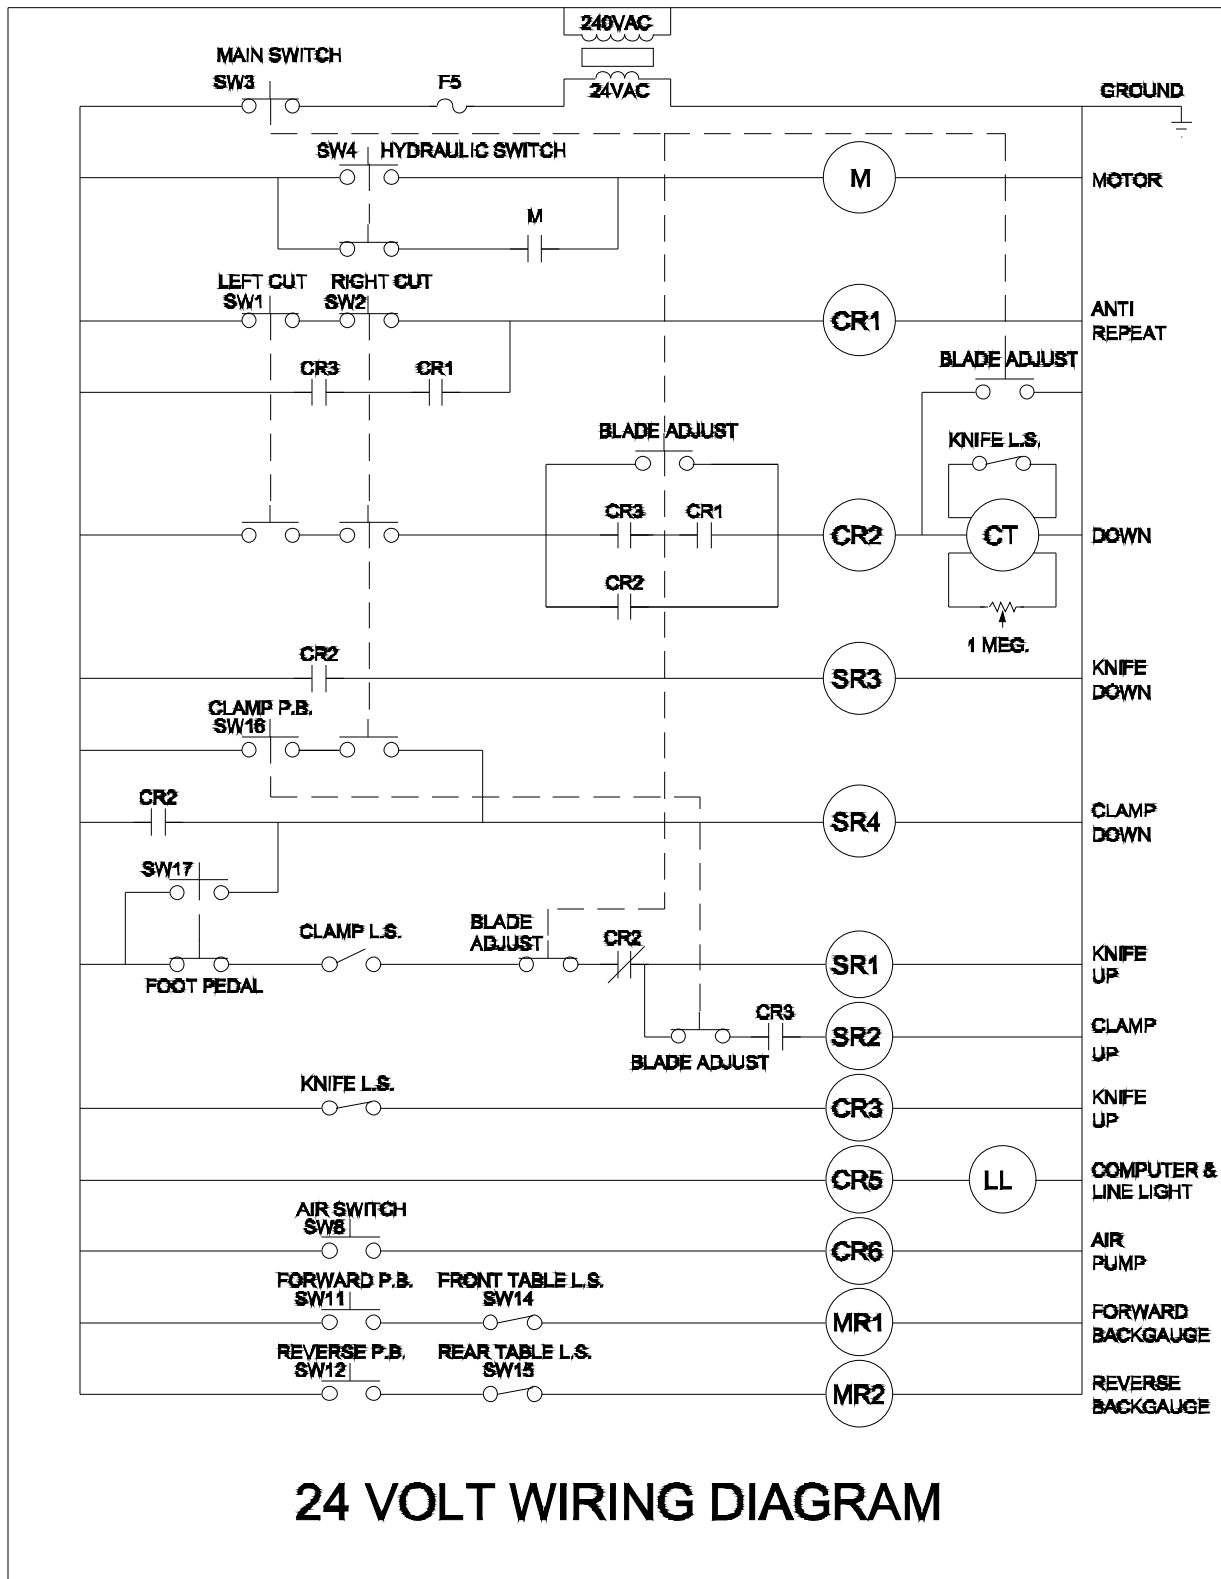 240VAC
MAIN SWITCH
SW3
F5
24VAC
GROUND
SW4 HYDRAULIC SWITCH
M
MOTOR
M
LEFT CUT
RIGHT CUT
SW1
SW2
CR1
ANTI
REPEAT
CR3
CR1
BLADE ADJUST
BLADE ADJUST
KNIFE L.S.
CR3
CR1
CR2
CT
DOWN
CR2
1 MEG.
CR2
SR3
KNIFE
DOWN
CLAMP P.B.
SW16
CR2
SR4
CLAMP
DOWN
SW17
CLAMP L.S.
BLADE
ADJUST
CR2
SR1
KNIFE
UP
FOOT PEDAL
CR3
SR2
CLAMP
UP
BLADE ADJUST
KNIFE L.S.
CR3
KNIFE
UP
CR5
LL
COMPUTER &
LINE LIGHT
AIR SWITCH
SW8
CR6
AIR
PUMP
FORWARD P.B.
FRONT TABLE L.S.
SW11
SW14
MR1
FORWARD
BACKGAUGE
REVERSE P.B.
REAR TABLE L.S.
SW12
SW15
MR2
REVERSE
BACKGAUGE
24 VOLT WIRING DIAGRAM